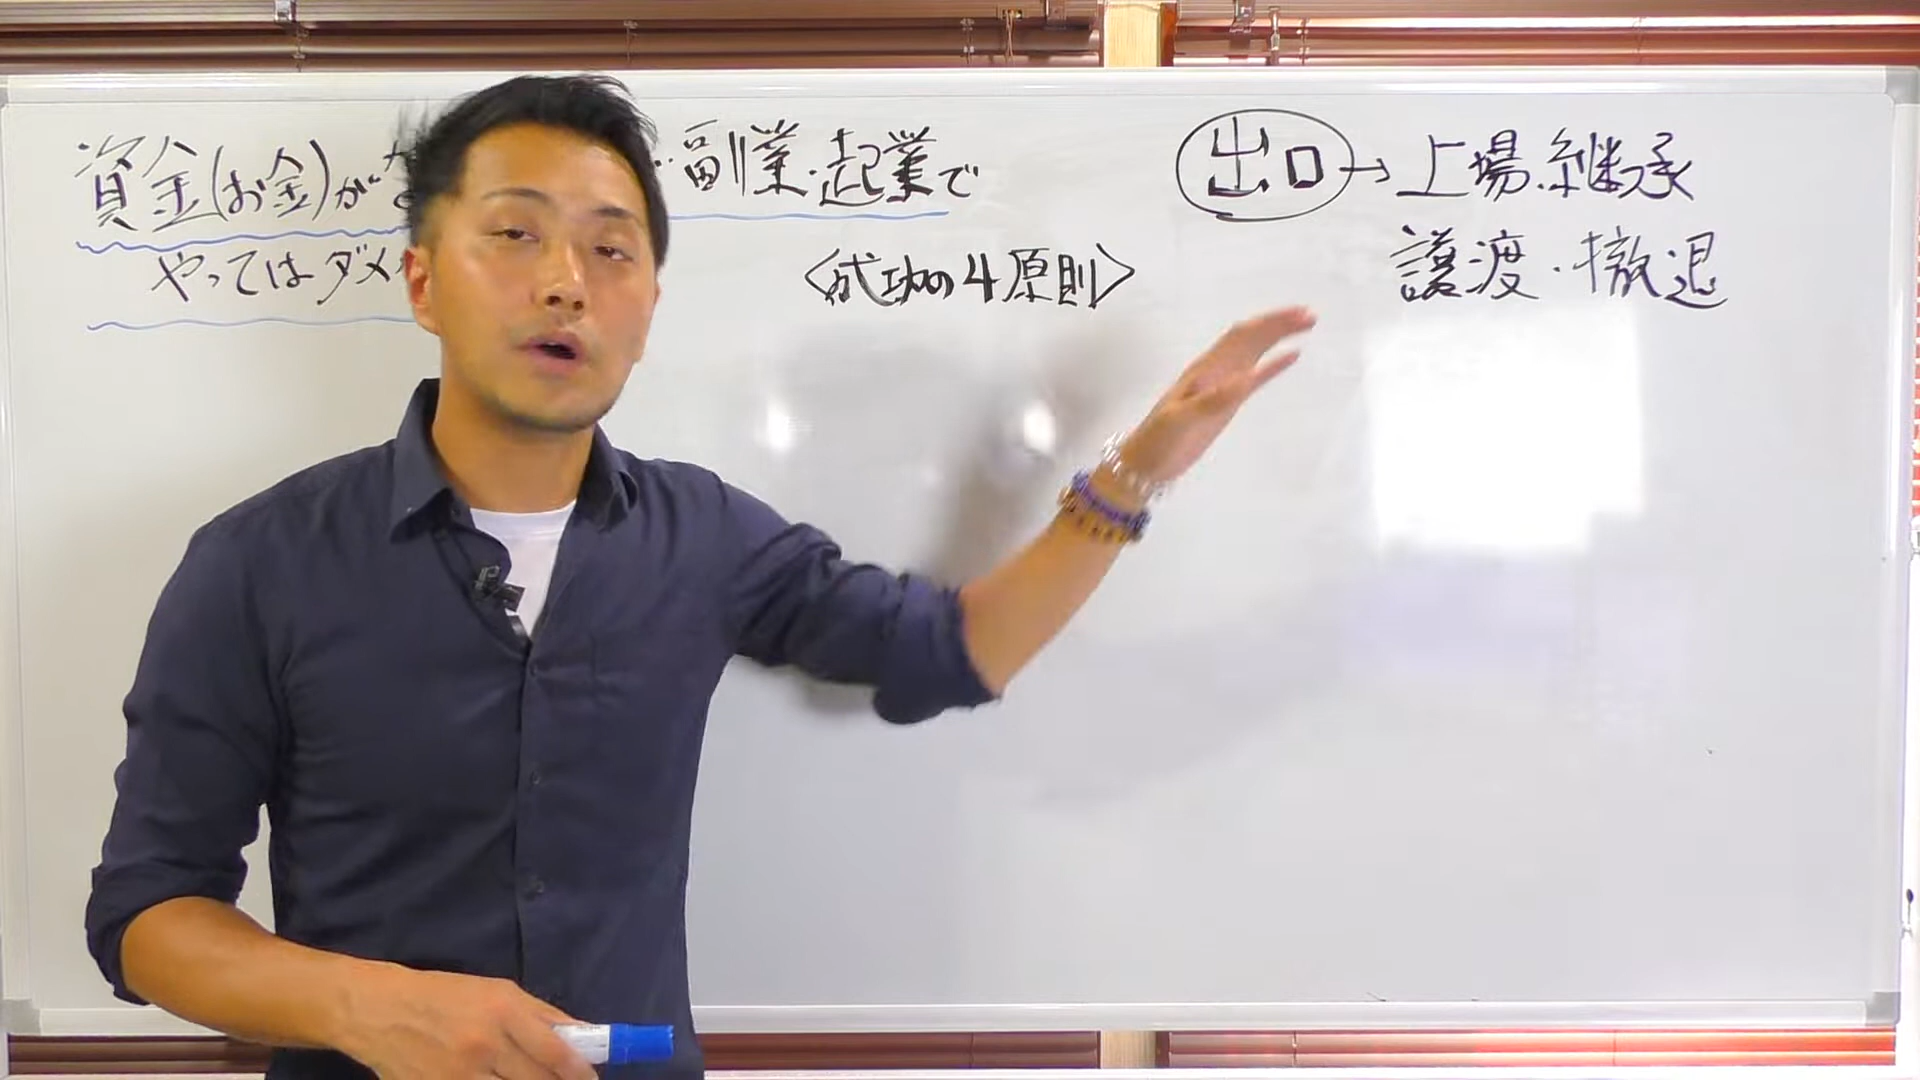 資金(お金)がな 副業・起業で
やってはダメ
〈成功の4原則〉
出口→上場・継承
譲渡・撤退